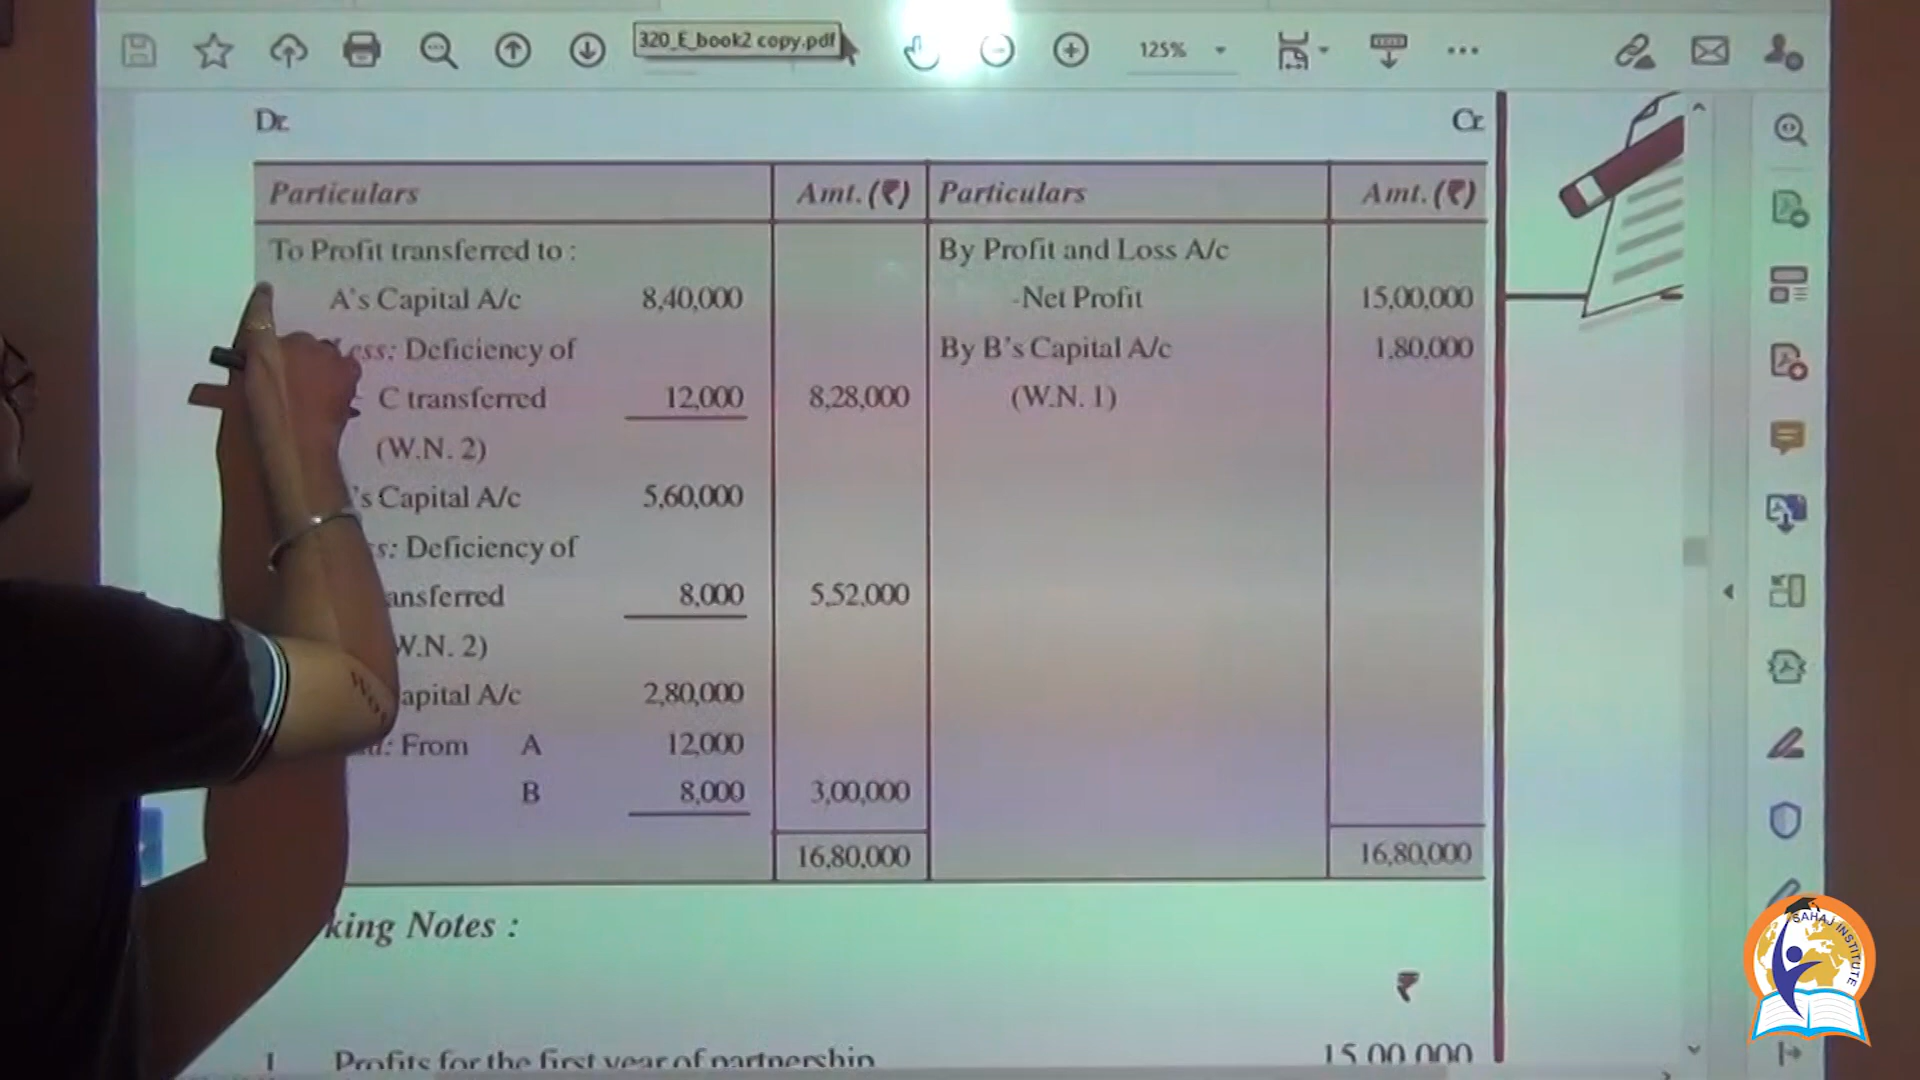 320_E_book2 copy.pdf
125%
Dr. Cr.
Particulars Amt. (₹) Particulars Amt. (₹)
To Profit transferred to : By Profit and Loss A/c
A's Capital A/c 8,40,000 -Net Profit 15,00,000
Less: Deficiency of By B's Capital A/c 1,80,000
C transferred 12,000 8,28,000 (W.N. 1)
(W.N. 2)
's Capital A/c 5,60,000
s: Deficiency of
ansferred 8,000 5,52,000
W.N. 2)
apital A/c 2,80,000
From A 12,000
B 8,000 3,00,000
16,80,000 16,80,000
king Notes :
₹
1 Profits for the first year of partnership 15,00,000
SAHAJ INSTITUTE